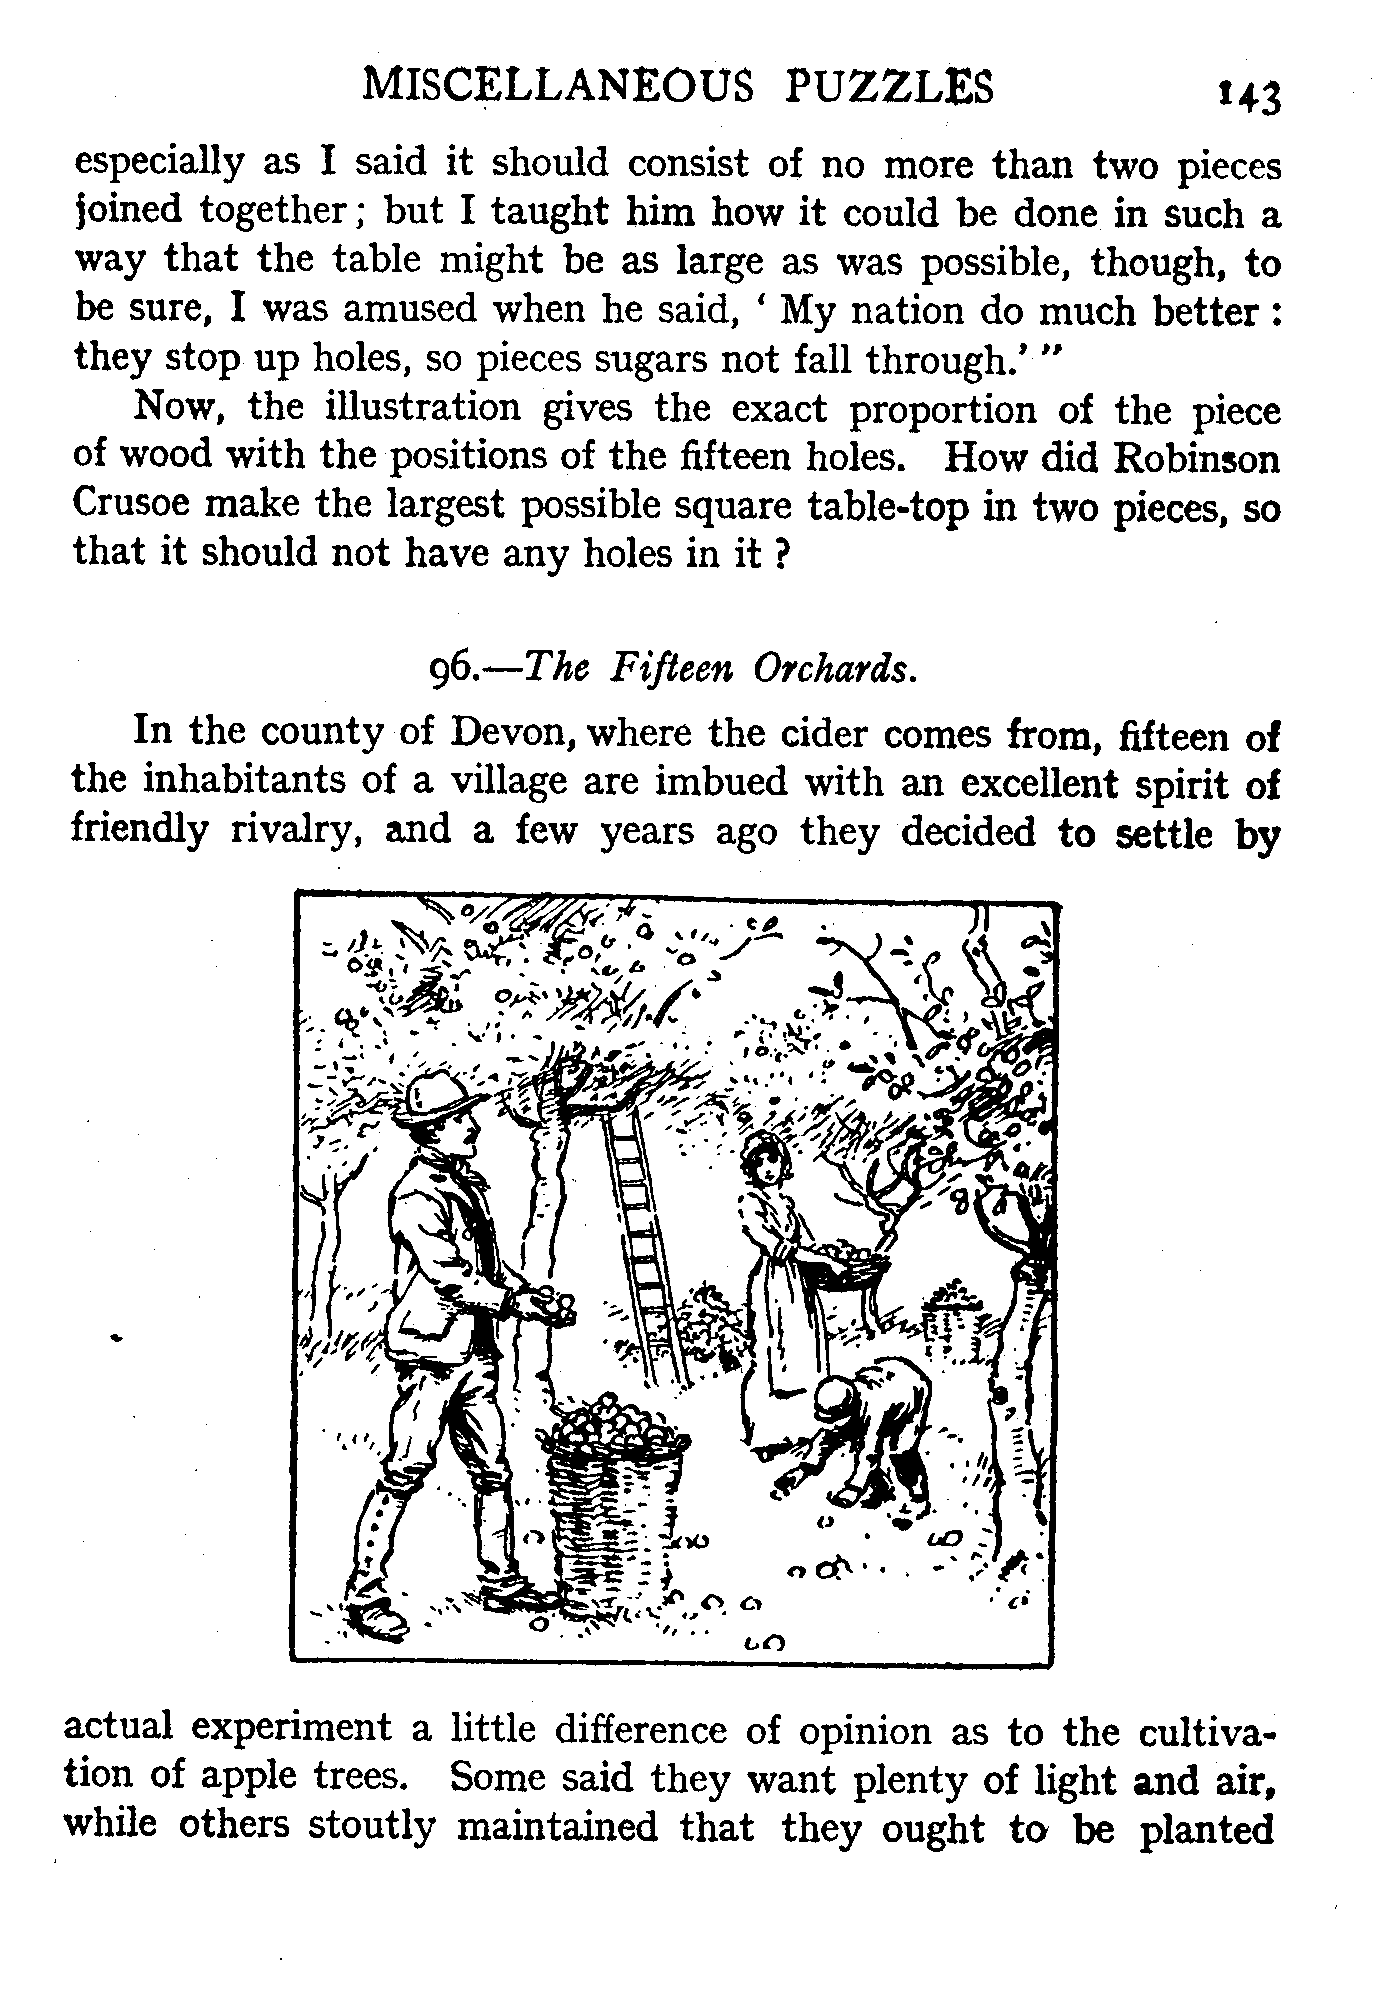 MISCELLANEOUS PUZZLES 143
especially as I said it should consist of no more than two pieces
joined together; but I taught him how it could be done in such a
way that the table might be as large as was possible, though, to
be sure, I was amused when he said, ‘ My nation do much better :
they stop up holes, so pieces sugars not fall through.’ ”
Now, the illustration gives the exact proportion of the piece
of wood with the positions of the fifteen holes. How did Robinson
Crusoe make the largest possible square table-top in two pieces, so
that it should not have any holes in it ?
96.—The Fifteen Orchards.
In the county of Devon, where the cider comes from, fifteen of
the inhabitants of a village are imbued with an excellent spirit of
friendly rivalry, and a few years ago they decided to settle by
actual experiment a little difference of opinion as to the cultiva-
tion of apple trees. Some said they want plenty of light and air,
while others stoutly maintained that they ought to be planted